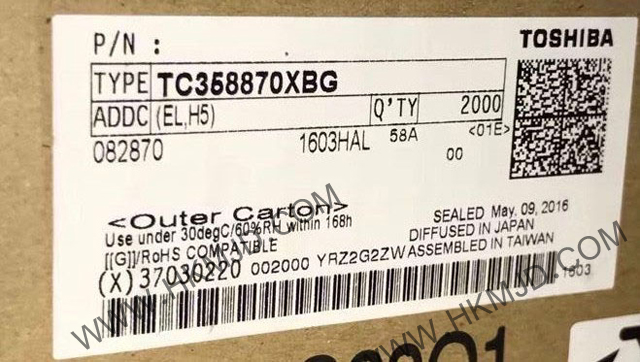 P/N :
TOSHIBA
TYPE TC358870XBG
ADDC (EL,H5) Q'TY 2000
082870 1603HAL 58A <01E>
00
<Outer Carton>
SEALED May. 09, 2016
Use under 30degC/60%RH within 168h
DIFFUSED IN JAPAN
[[G]]/RoHS COMPATIBLE
ASSEMBLED IN TAIWAN
(X)37030220 002000 YRZ2G2ZW
1603
WWW.HKMJD.COM
WWW.HKMJD.COM